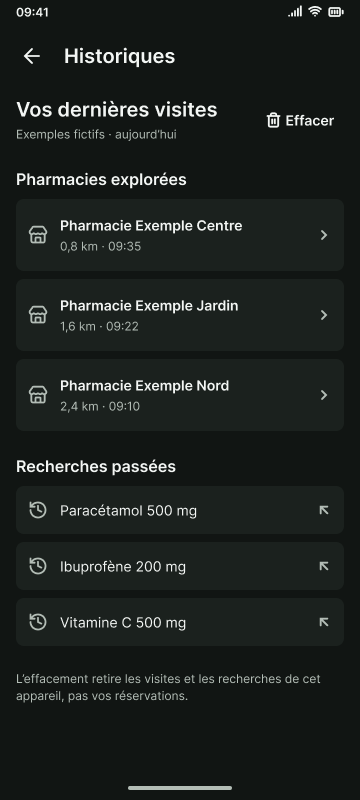 09:41
Historiques
Vos dernières visites
Exemples fictifs · aujourd'hui
Effacer
Pharmacies explorées
Pharmacie Exemple Centre
0,8 km · 09:35
Pharmacie Exemple Jardin
1,6 km · 09:22
Pharmacie Exemple Nord
2,4 km · 09:10
Recherches passées
Paracétamol 500 mg
Ibuprofène 200 mg
Vitamine C 500 mg
L'effacement retire les visites et les recherches de cet
appareil, pas vos réservations.